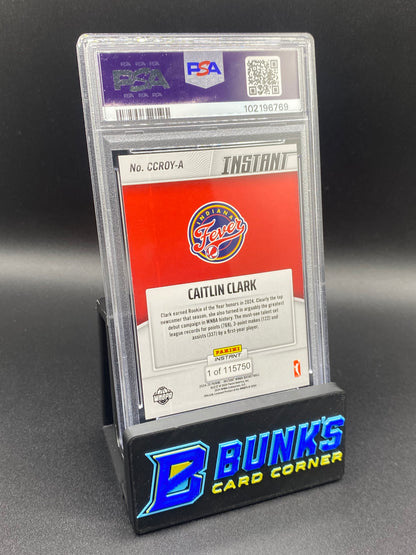 PSA
PSA
102196769
No. CCROY-A
INSTANT
INDIANA
Fever
CAITLIN CLARK
Clark earned Rookie of the Year honors in 2024. Clearly the top
newcomer that season, she also turned in arguably the greatest
debut campaign in WNBA history. The must-see talent set
league records for points (769), 3-point makes (122) and
assists (337) by a first-year player.
PANINI
INSTANT
1 of 115750
BUNK'S
CARD CORNER